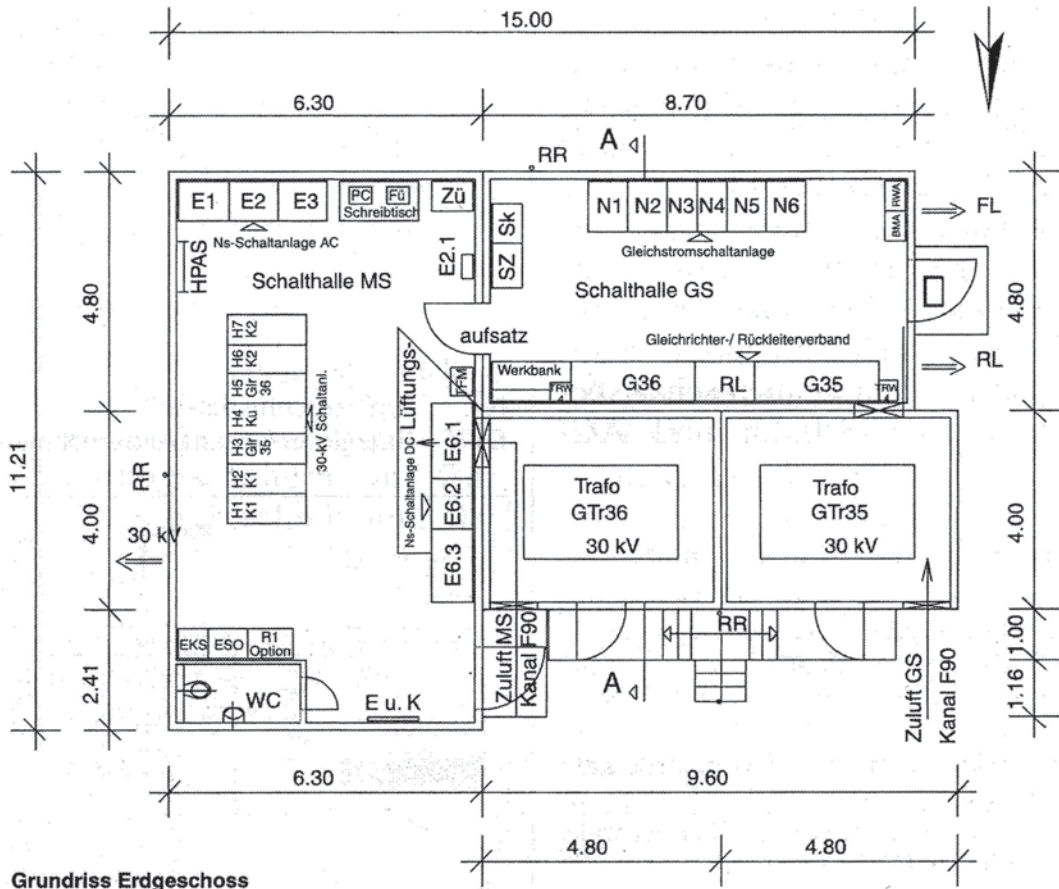 15.00
6.30
8.70
A
RR
E1
E2
E3
PC
Fü
Schreibtisch
Zü
Ns-Schaltanlage AC
HPAS
Schalthalle MS
E2.1
Sk
SZ
N1
N2
N3
N4
N5
N6
Gleichstromschaltanlage
RWA
BMA
FL
Schalthalle GS
aufsatz
Lüftungs-
Gleichrichter-/ Rückleiterverband
Werkbank
G36
RL
G35
RL
4.80
4.80
H7 K2
H6 K2
H5 Glr 36
H4 Ku
H3 Glr 35
H2 K1
H1 K1
30-kV Schaltanl.
Ns-Schaltanlage DC
E6.1
E6.2
E6.3
11.21
RR
4.00
30 kV
Trafo
GTr36
30 kV
Trafo
GTr35
30 kV
4.00
EKS
ESO
R1
Option
WC
E u. K
2.41
Zuluft MS
Kanal F90
RR
A
Zuluft GS
Kanal F90
1.00
1.16
6.30
9.60
4.80
4.80
Grundriss Erdgeschoss